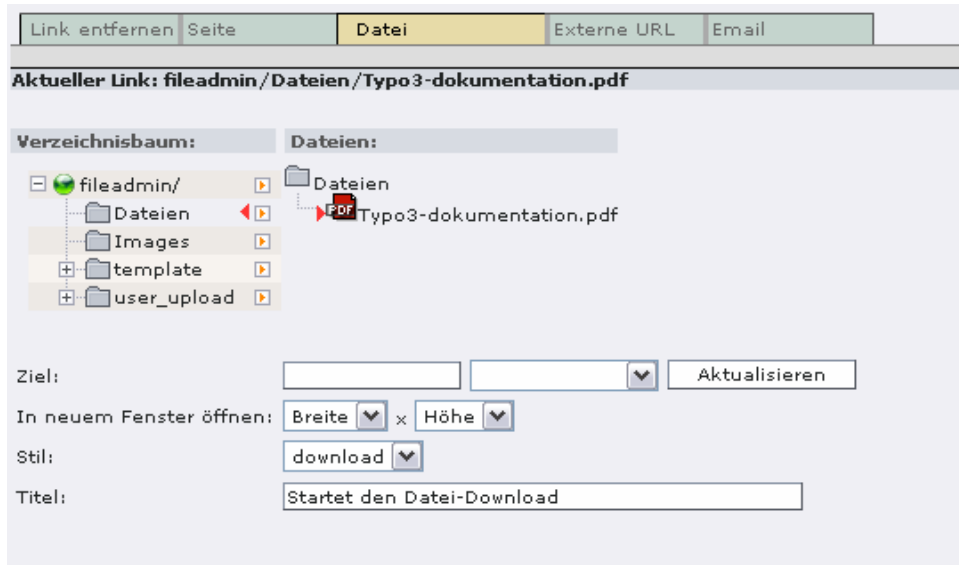 Link entfernen Seite Datei Externe URL Email
Aktueller Link: fileadmin/Dateien/Typo3-dokumentation.pdf
Verzeichnisbaum: Dateien:
fileadmin/ Dateien
Dateien PDF Typo3-dokumentation.pdf
Images
template
user_upload
Ziel: Aktualisieren
In neuem Fenster öffnen: Breite x Höhe
Stil: download
Titel: Startet den Datei-Download